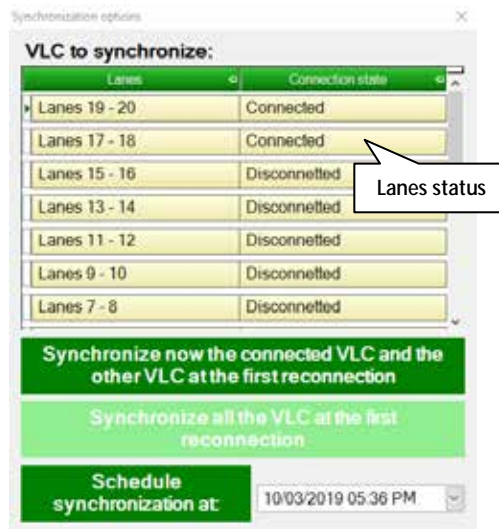 Synchronization options
VLC to synchronize:
Lanes Connection state
Lanes 19 - 20 Connected
Lanes 17 - 18 Connected
Lanes 15 - 16 Disconnetted
Lanes status
Lanes 13 - 14 Disconnetted
Lanes 11 - 12 Disconnetted
Lanes 9 - 10 Disconnetted
Lanes 7 - 8 Disconnetted
Synchronize now the connected VLC and the
other VLC at the first reconnection
Synchronize all the VLC at the first
reconnection
Schedule
synchronization at:
10/03/2019 05.36 PM